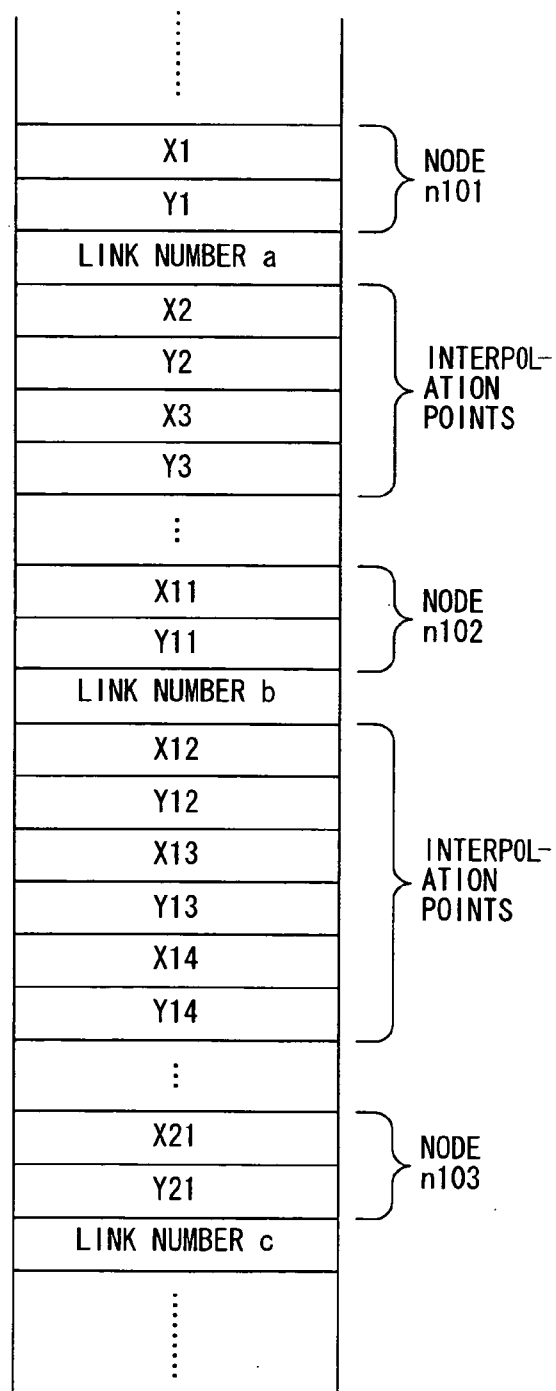 X1
Y1
NODE
n101
LINK NUMBER a
X2
Y2
X3
Y3
INTERPOL-
ATION
POINTS
X11
Y11
NODE
n102
LINK NUMBER b
X12
Y12
X13
Y13
X14
Y14
INTERPOL-
ATION
POINTS
X21
Y21
NODE
n103
LINK NUMBER c